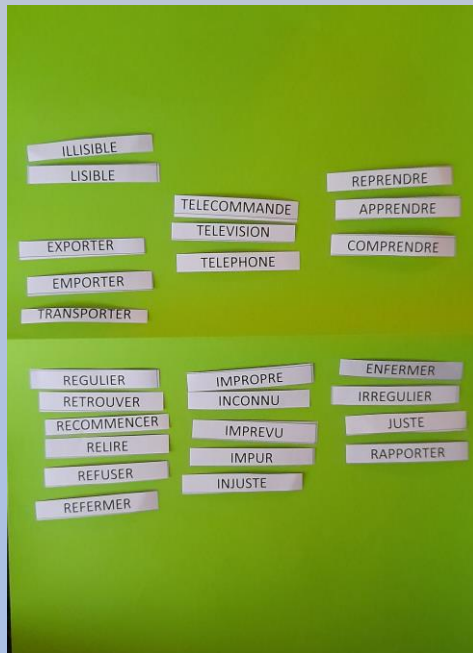 ILLISIBLE
LISIBLE
EXPORTER
EMPORTER
TRANSPORTER
TELECOMMANDE
TELEVISION
TELEPHONE
REPRENDRE
APPRENDRE
COMPRENDRE
REGULIER
RETROUVER
RECOMMENCER
RELIRE
REFUSER
REFERMER
IMPROPRE
INCONNU
IMPREVU
IMPUR
INJUSTE
ENFERMER
IRREGULIER
JUSTE
RAPPORTER